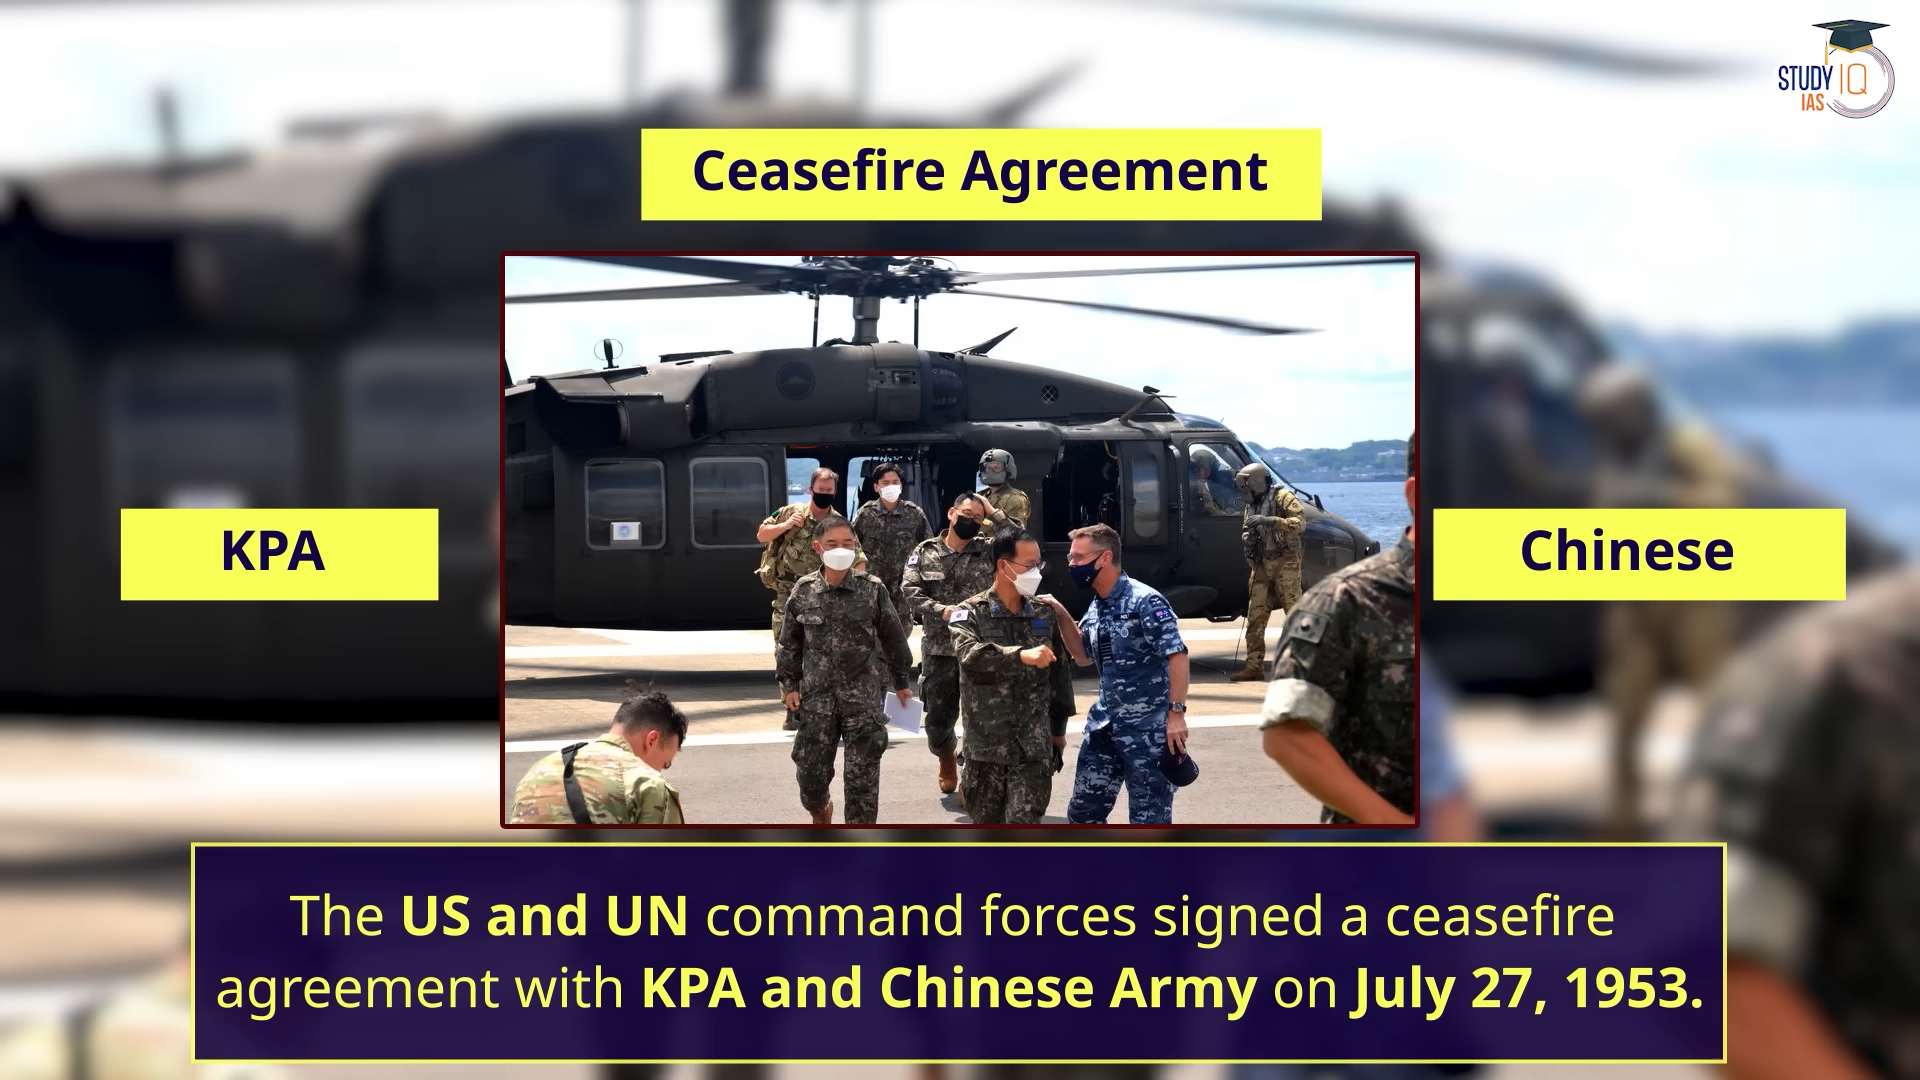 STUDY IQ
IAS
Ceasefire Agreement
KPA
Chinese
The US and UN command forces signed a ceasefire
agreement with KPA and Chinese Army on July 27, 1953.